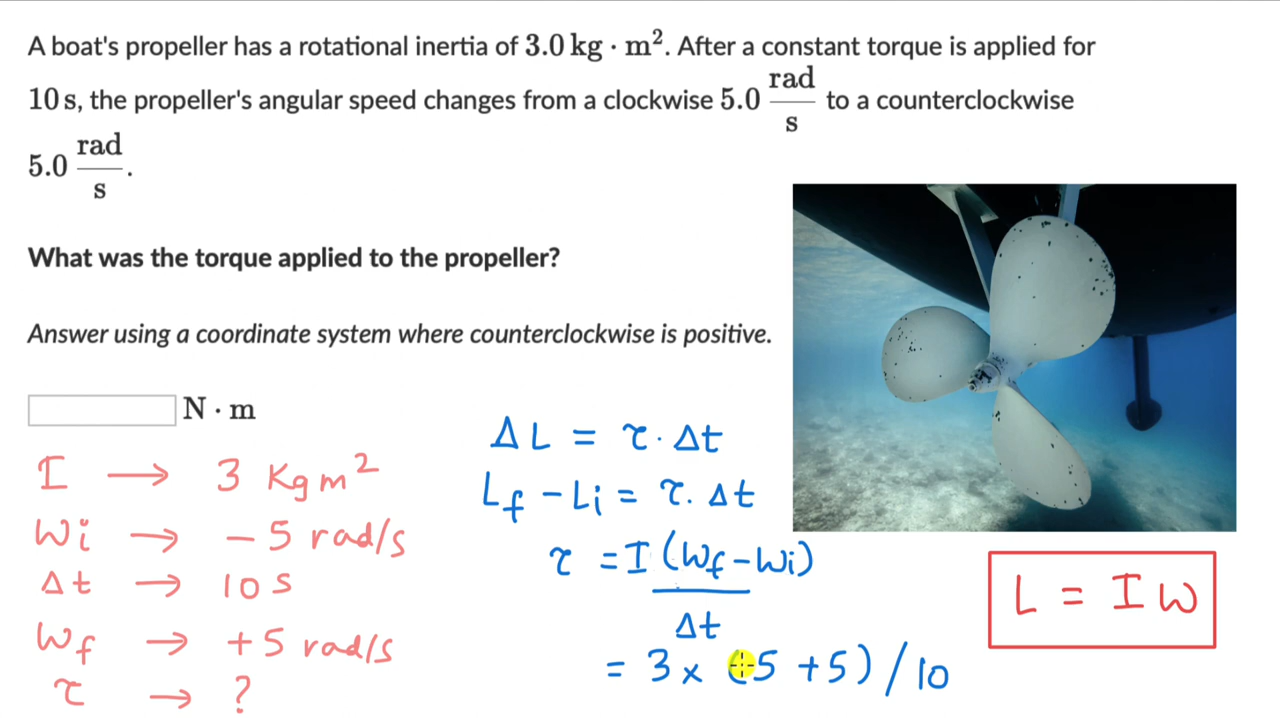 A boat's propeller has a rotational inertia of 3.0 kg · m². After a constant torque is applied for
10 s, the propeller's angular speed changes from a clockwise 5.0 rad/s to a counterclockwise
5.0 rad/s.
What was the torque applied to the propeller?
Answer using a coordinate system where counterclockwise is positive.
N · m
I → 3 Kgm²
Wi → -5 rad/s
Δt → 10 s
Wf → +5 rad/s
τ → ?
ΔL = τ · Δt
Lf - Li = τ. Δt
τ = I (Wf - Wi)
Δt
= 3 x (5 + 5) / 10
L = I ω